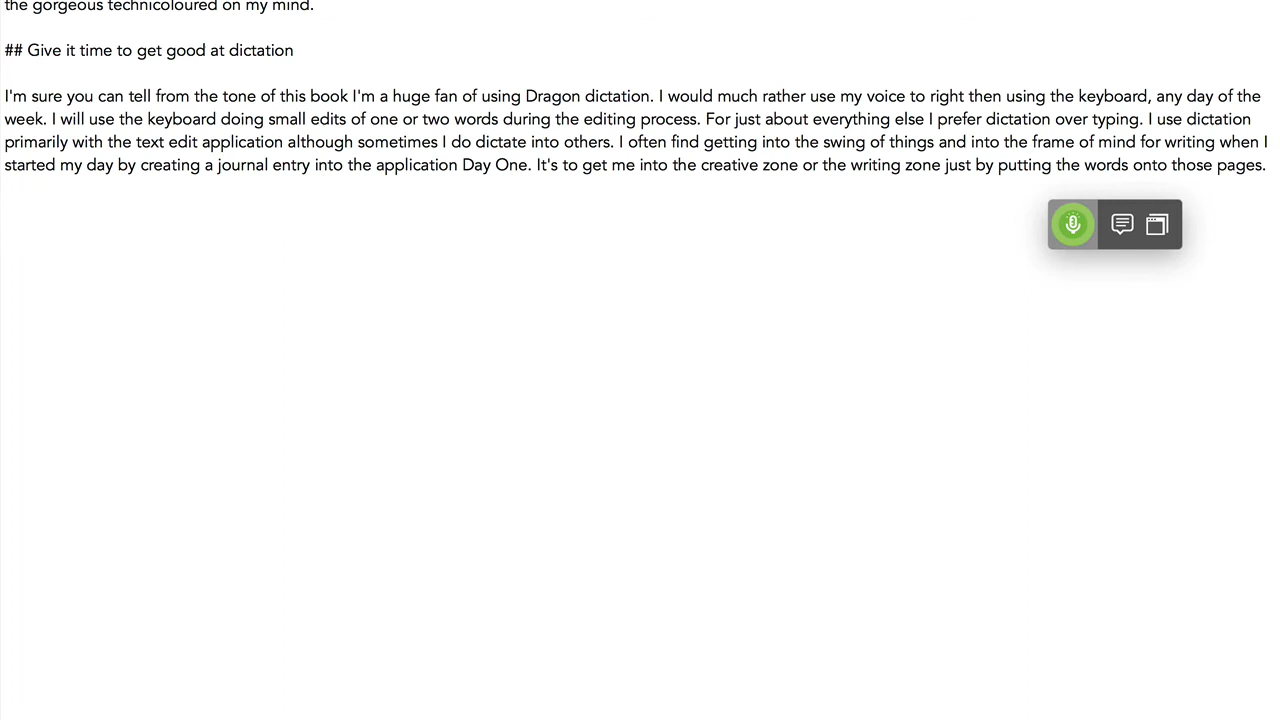 the gorgeous technicoloured on my mind.
## Give it time to get good at dictation
I'm sure you can tell from the tone of this book I'm a huge fan of using Dragon dictation. I would much rather use my voice to right then using the keyboard, any day of the
week. I will use the keyboard doing small edits of one or two words during the editing process. For just about everything else I prefer dictation over typing. I use dictation
primarily with the text edit application although sometimes I do dictate into others. I often find getting into the swing of things and into the frame of mind for writing when I
started my day by creating a journal entry into the application Day One. It's to get me into the creative zone or the writing zone just by putting the words onto those pages.